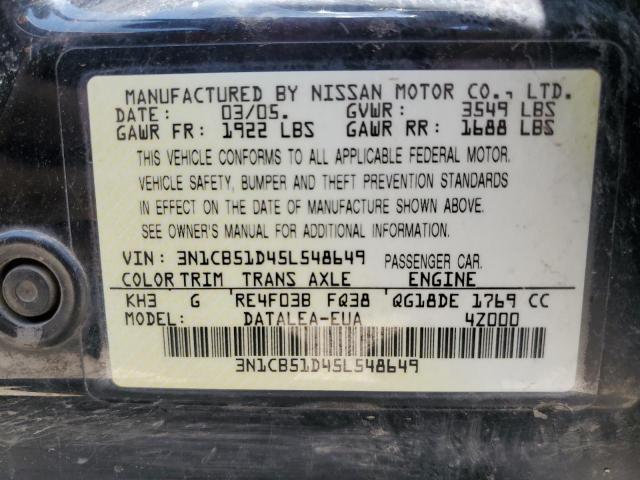 MANUFACTURED BY NISSAN MOTOR CO., LTD.
DATE: 03/05. GVWR: 3549 LBS
GAWR FR: 1922 LBS GAWR RR: 1688 LBS
THIS VEHICLE CONFORMS TO ALL APPLICABLE FEDERAL MOTOR.
VEHICLE SAFETY, BUMPER AND THEFT PREVENTION STANDARDS
IN EFFECT ON THE DATE OF MANUFACTURE SHOWN ABOVE.
SEE OWNER'S MANUAL FOR ADDITIONAL INFORMATION.
VIN: 3N1CB51D45L548649 PASSENGER CAR.
COLOR TRIM TRANS AXLE ENGINE
KH3 G RE4F03B FQ38 QG18DE 1769 CC
MODEL: DATALEA-EUA 4Z000
3N1CB51D45L548649